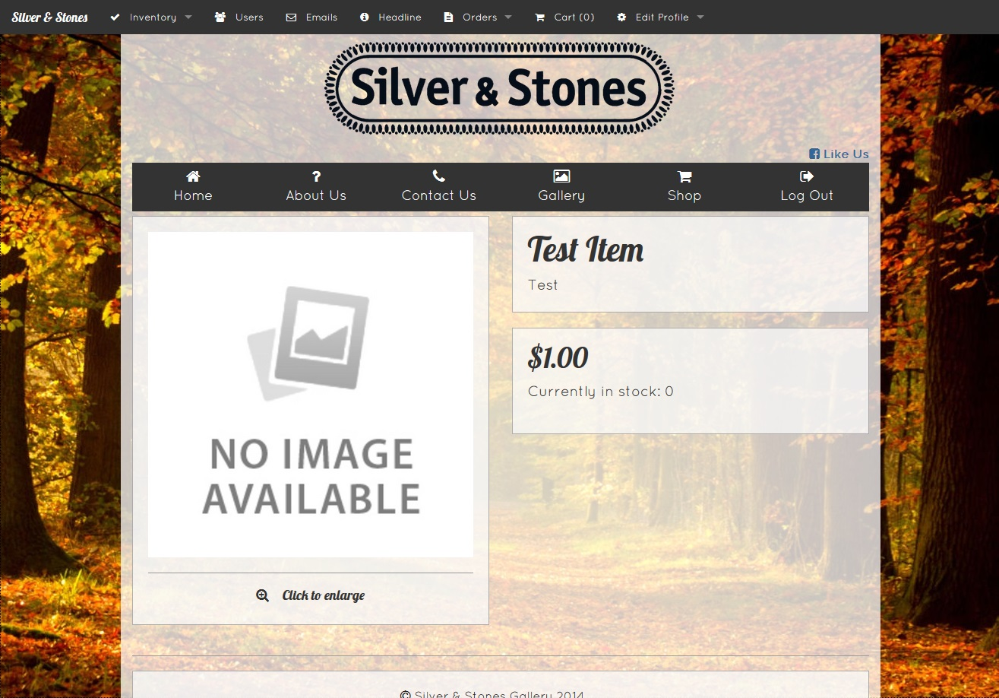 Silver & Stones Inventory Users Emails Headline Orders Cart (0) Edit Profile
Silver & Stones
Like Us
Home About Us Contact Us Gallery Shop Log Out
Test Item
Test
$1.00
Currently in stock: 0
NO IMAGE
AVAILABLE
Click to enlarge
© Silver & Stones Gallery 2014